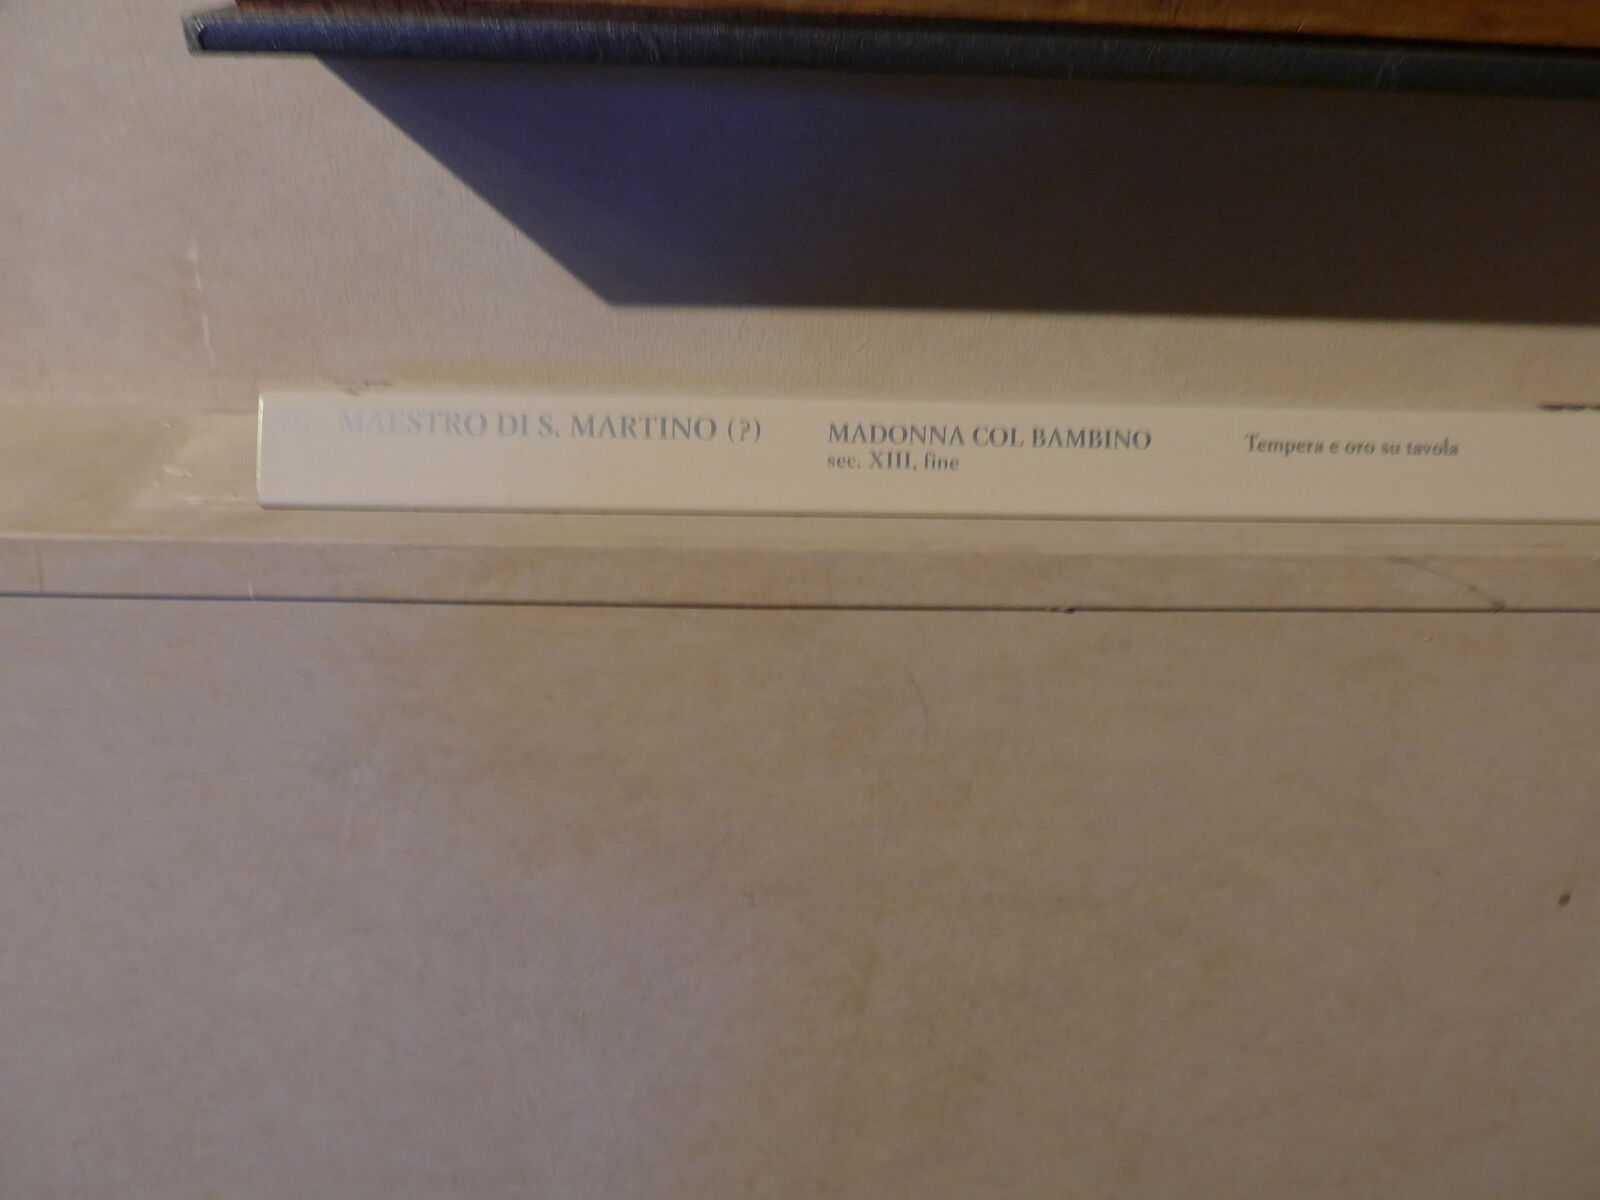 MAESTRO DI S. MARTINO (?)
MADONNA COL BAMBINO
sec. XIII, fine
Tempera e oro su tavola